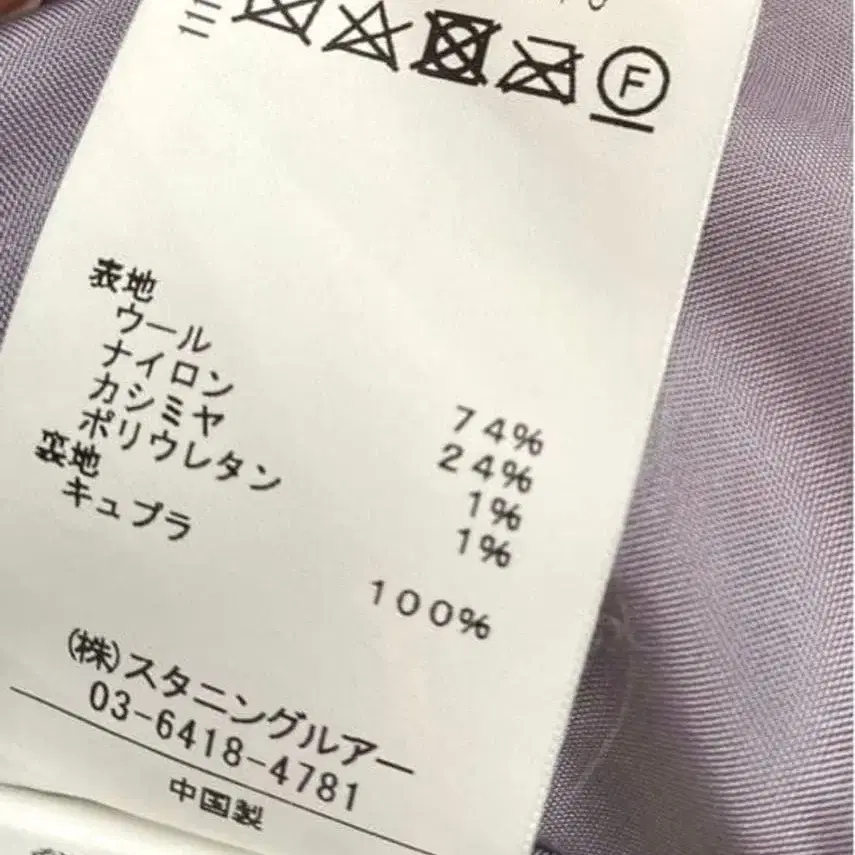 F
表地
ウール 74%
ナイロン 24%
カシミヤ 1%
ポリウレタン 1%
裏地
キュプラ 100%
(株)スタニングルアー
03-6418-4781
中国製